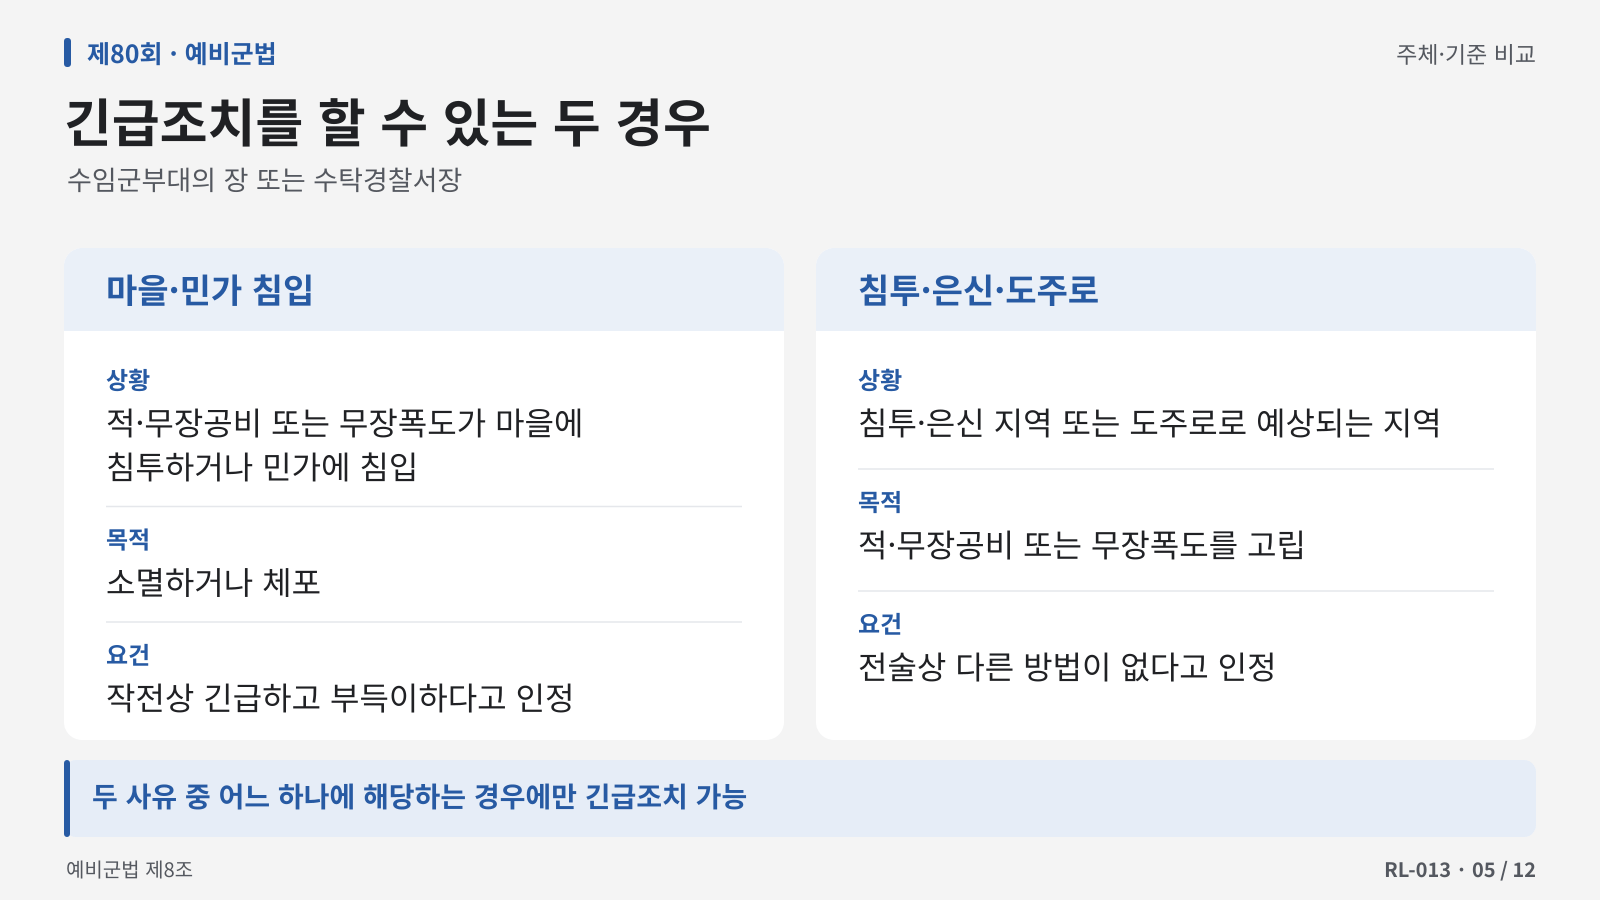 제80회 · 예비군법
주체·기준 비교
긴급조치를 할 수 있는 두 경우
수임군부대의 장 또는 수탁경찰서장
마을·민가 침입
상황
적·무장공비 또는 무장폭도가 마을에
침투하거나 민가에 침입
목적
소멸하거나 체포
요건
작전상 긴급하고 부득이하다고 인정
침투·은신·도주로
상황
침투·은신 지역 또는 도주로로 예상되는 지역
목적
적·무장공비 또는 무장폭도를 고립
요건
전술상 다른 방법이 없다고 인정
두 사유 중 어느 하나에 해당하는 경우에만 긴급조치 가능
예비군법 제8조
RL-013 · 05 / 12